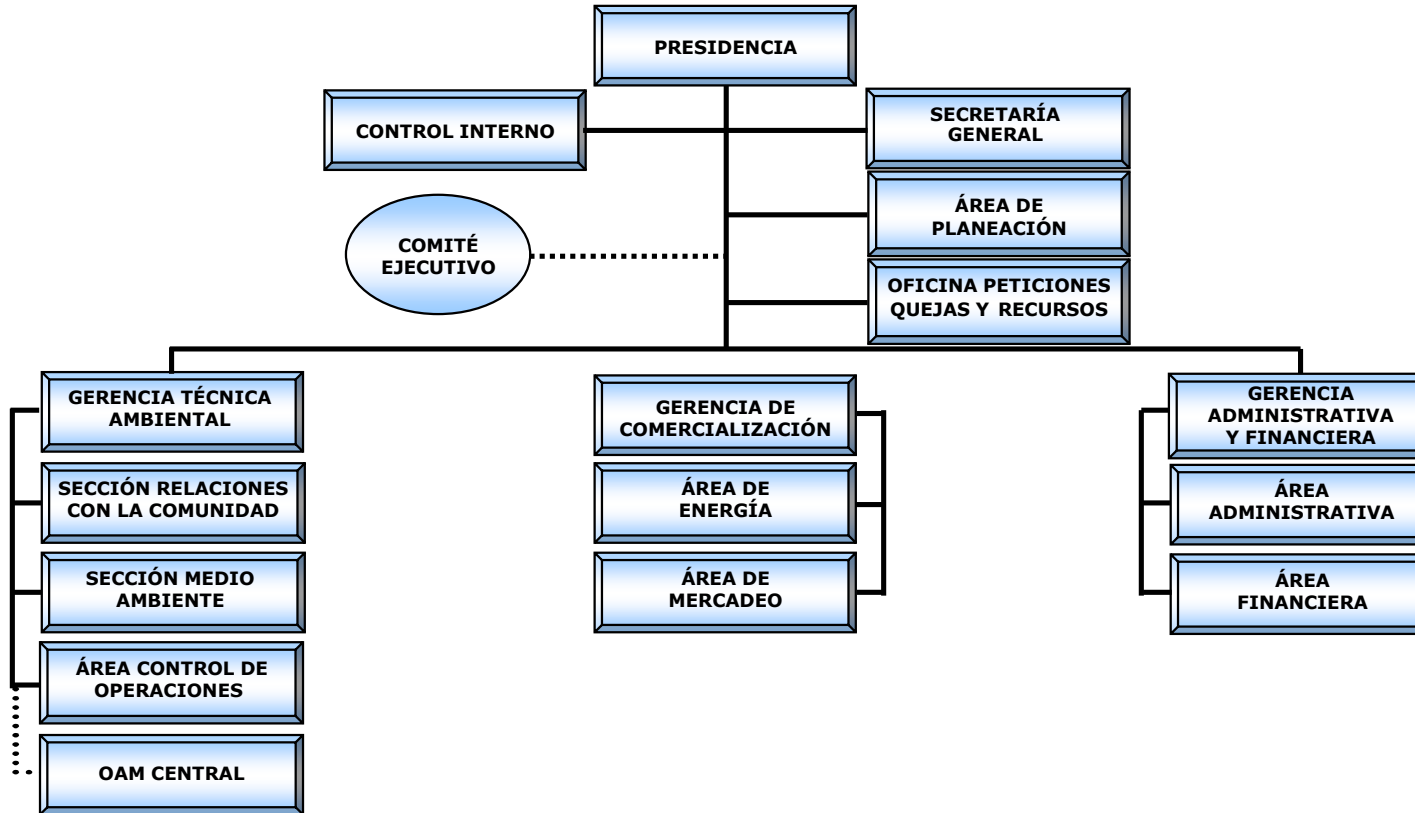 PRESIDENCIA
CONTROL INTERNO
SECRETARÍA
GENERAL
COMITÉ
EJECUTIVO
ÁREA DE
PLANEACIÓN
OFICINA PETICIONES
QUEJAS Y RECURSOS
GERENCIA TÉCNICA
AMBIENTAL
SECCIÓN RELACIONES
CON LA COMUNIDAD
SECCIÓN MEDIO
AMBIENTE
ÁREA CONTROL DE
OPERACIONES
OAM CENTRAL
GERENCIA DE
COMERCIALIZACIÓN
ÁREA DE
ENERGÍA
ÁREA DE
MERCADEO
GERENCIA
ADMINISTRATIVA
Y FINANCIERA
ÁREA
ADMINISTRATIVA
ÁREA
FINANCIERA